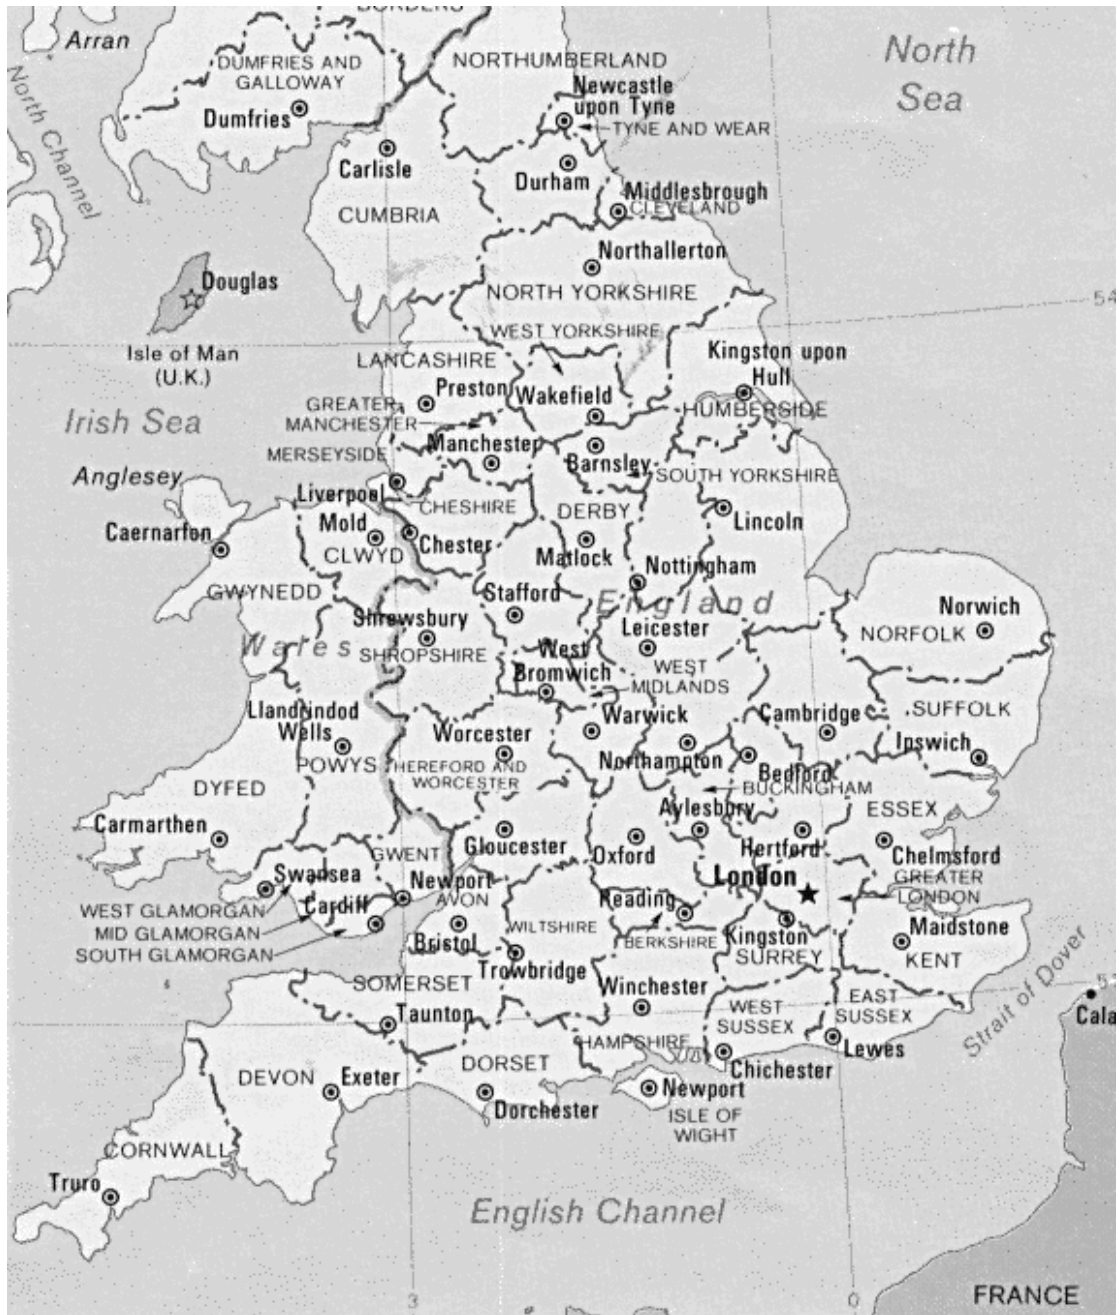 BORDERS
Arran
North
Sea
DUMFRIES AND
GALLOWAY
NORTHUMBERLAND
North Channel
Dumfries
Newcastle
upon Tyne
TYNE AND WEAR
Carlisle
Durham
Middlesbrough
CLEVELAND
CUMBRIA
Northallerton
Douglas
NORTH YORKSHIRE
54
Isle of Man
(U.K.)
WEST YORKSHIRE
LANCASHIRE
Kingston upon
Hull
Preston
Wakefield
HUMBERSIDE
Irish Sea
GREATER
MANCHESTER
Manchester
Barnsley
MERSEYSIDE
SOUTH YORKSHIRE
Anglesey
Liverpool
CHESHIRE
DERBY
Lincoln
Caernarfon
Mold
CLWYD
Chester
Matlock
Nottingham
GWYNEDD
Stafford
England
Norwich
NORFOLK
Wales
Shrewsbury
SHROPSHIRE
Leicester
West
Bromwich
WEST
MIDLANDS
SUFFOLK
Llandrindod
Wells
Worcester
Warwick
Cambridge
Ipswich
POWYS
HEREFORD AND
WORCESTER
Northampton
Bedford
BUCKINGHAM
DYFED
Aylesbury
ESSEX
Carmarthen
GWENT
Gloucester
Oxford
Hertford
Chelmsford
Swansea
Newport
London
GREATER
LONDON
WEST GLAMORGAN
Cardiff
AVON
Reading
MID GLAMORGAN
Bristol
WILTSHIRE
BERKSHIRE
Kingston
Maidstone
SOUTH GLAMORGAN
Trowbridge
SURREY
KENT
SOMERSET
Winchester
WEST
SUSSEX
EAST
SUSSEX
Strait of Dover
5
Cala
Taunton
HAMPSHIRE
Lewes
DEVON
Exeter
DORSET
Chichester
Dorchester
Newport
ISLE OF
WIGHT
CORNWALL
Truro
English Channel
FRANCE
3
0